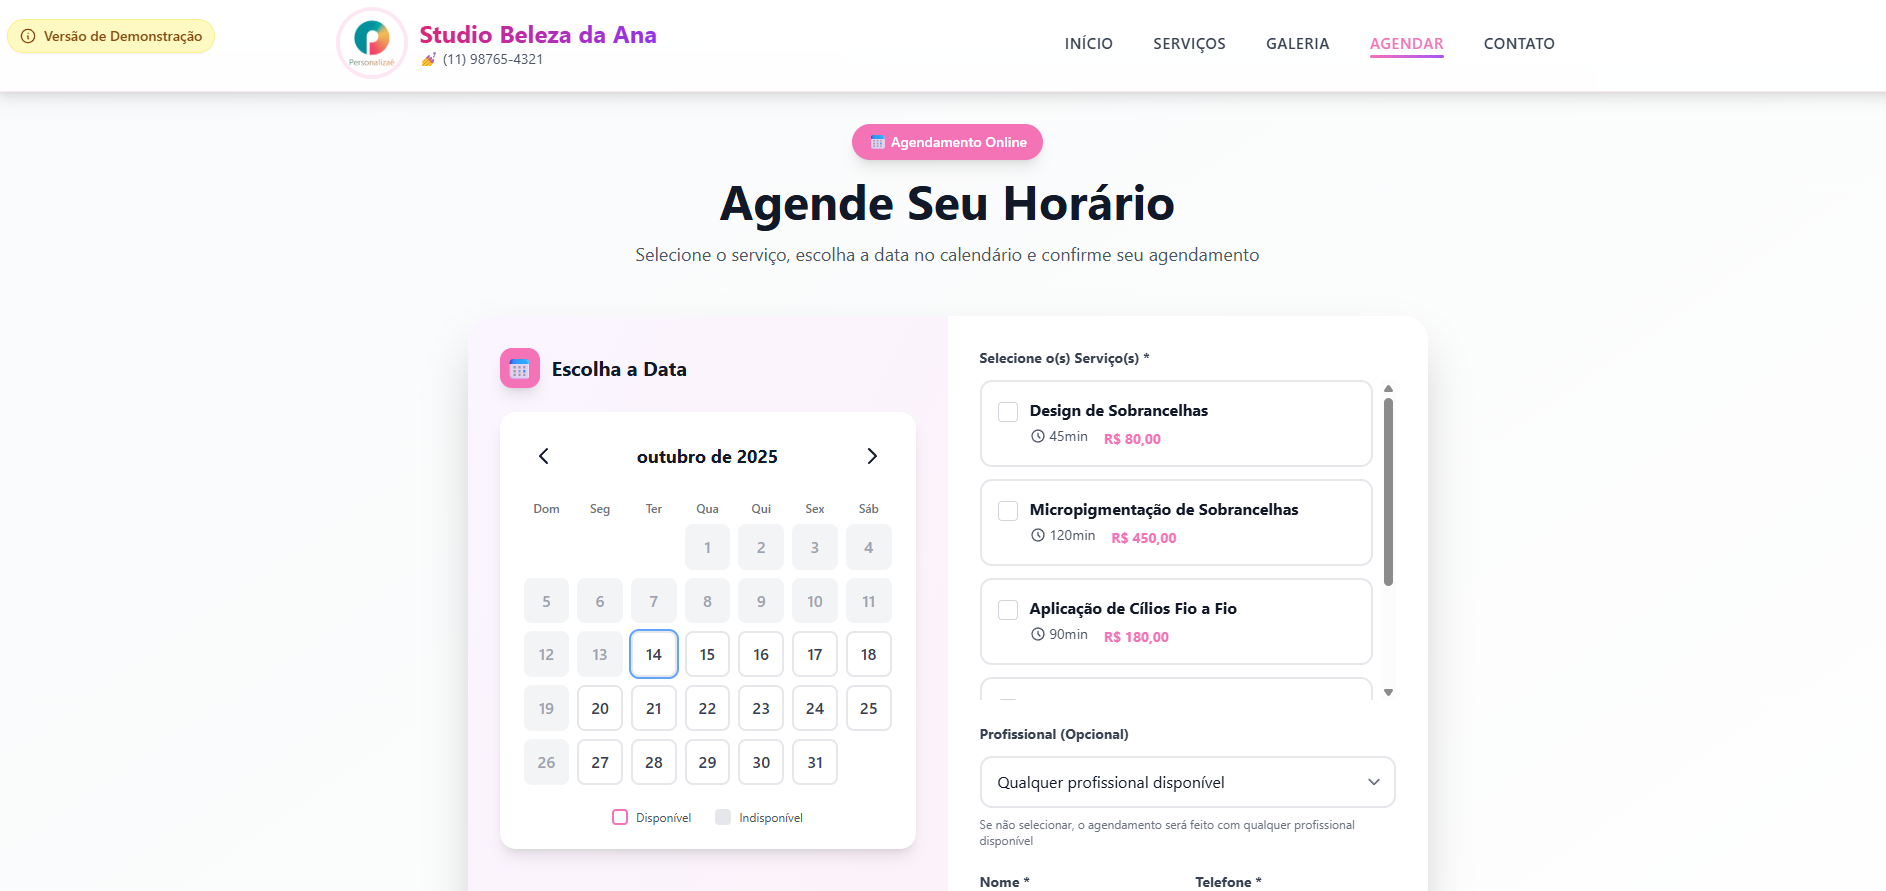 Versão de Demonstração
Personalizaé
Studio Beleza da Ana
(11) 98765-4321
INÍCIO
SERVIÇOS
GALERIA
AGENDAR
CONTATO
Agendamento Online
Agende Seu Horário
Selecione o serviço, escolha a data no calendário e confirme seu agendamento
Escolha a Data
outubro de 2025
Dom Seg Ter Qua Qui Sex Sáb
1 2 3 4
5 6 7 8 9 10 11
12 13 14 15 16 17 18
19 20 21 22 23 24 25
26 27 28 29 30 31
Disponível Indisponível
Selecione o(s) Serviço(s) *
Design de Sobrancelhas
45min R$ 80,00
Micropigmentação de Sobrancelhas
120min R$ 450,00
Aplicação de Cílios Fio a Fio
90min R$ 180,00
Profissional (Opcional)
Qualquer profissional disponível
Se não selecionar, o agendamento será feito com qualquer profissional
disponível
Nome * Telefone *